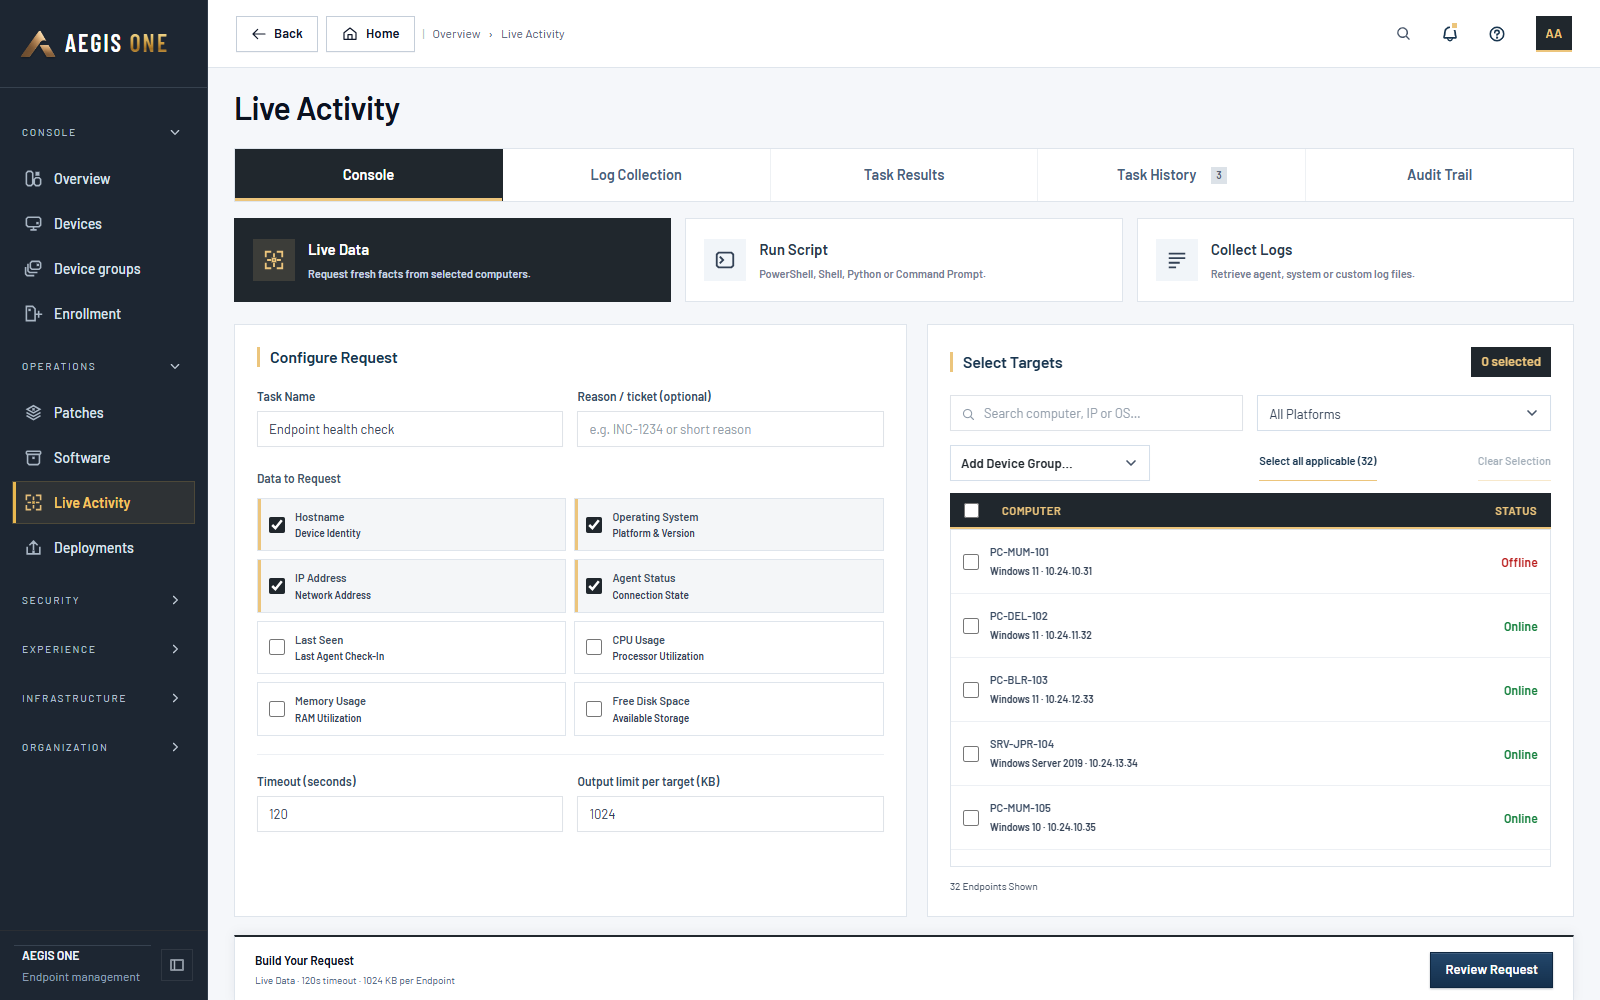 AEGIS ONE
CONSOLE
Overview
Devices
Device groups
Enrollment
OPERATIONS
Patches
Software
Live Activity
Deployments
SECURITY
EXPERIENCE
INFRASTRUCTURE
ORGANIZATION
AEGIS ONE
Endpoint management
Back
Home
Overview › Live Activity
AA
Live Activity
Console
Log Collection
Task Results
Task History 3
Audit Trail
Live Data
Request fresh facts from selected computers.
Run Script
PowerShell, Shell, Python or Command Prompt.
Collect Logs
Retrieve agent, system or custom log files.
Configure Request
Task Name
Reason / ticket (optional)
Endpoint health check
e.g. INC-1234 or short reason
Data to Request
Hostname
Device Identity
Operating System
Platform & Version
IP Address
Network Address
Agent Status
Connection State
Last Seen
Last Agent Check-In
CPU Usage
Processor Utilization
Memory Usage
RAM Utilization
Free Disk Space
Available Storage
Timeout (seconds)
Output limit per target (KB)
120
1024
Select Targets
0 selected
Search computer, IP or OS...
All Platforms
Add Device Group...
Select all applicable (32)
Clear Selection
COMPUTER
STATUS
PC-MUM-101
Windows 11 · 10.24.10.31
Offline
PC-DEL-102
Windows 11 · 10.24.11.32
Online
PC-BLR-103
Windows 11 · 10.24.12.33
Online
SRV-JPR-104
Windows Server 2019 · 10.24.13.34
Online
PC-MUM-105
Windows 10 · 10.24.10.35
Online
32 Endpoints Shown
Build Your Request
Live Data · 120s timeout · 1024 KB per Endpoint
Review Request